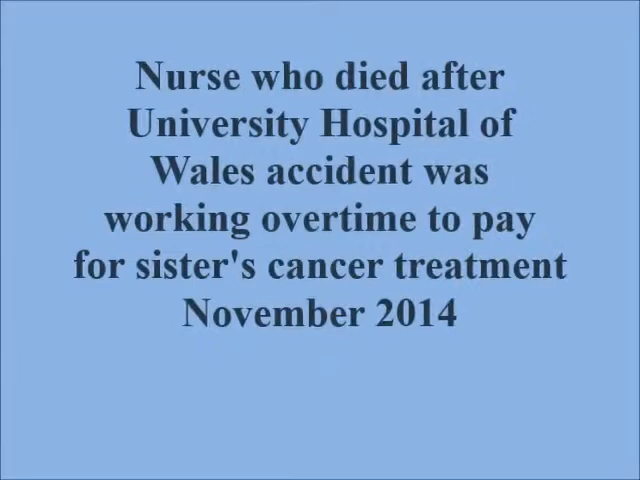 Nurse who died after
University Hospital of
Wales accident was
working overtime to pay
for sister's cancer treatment
November 2014